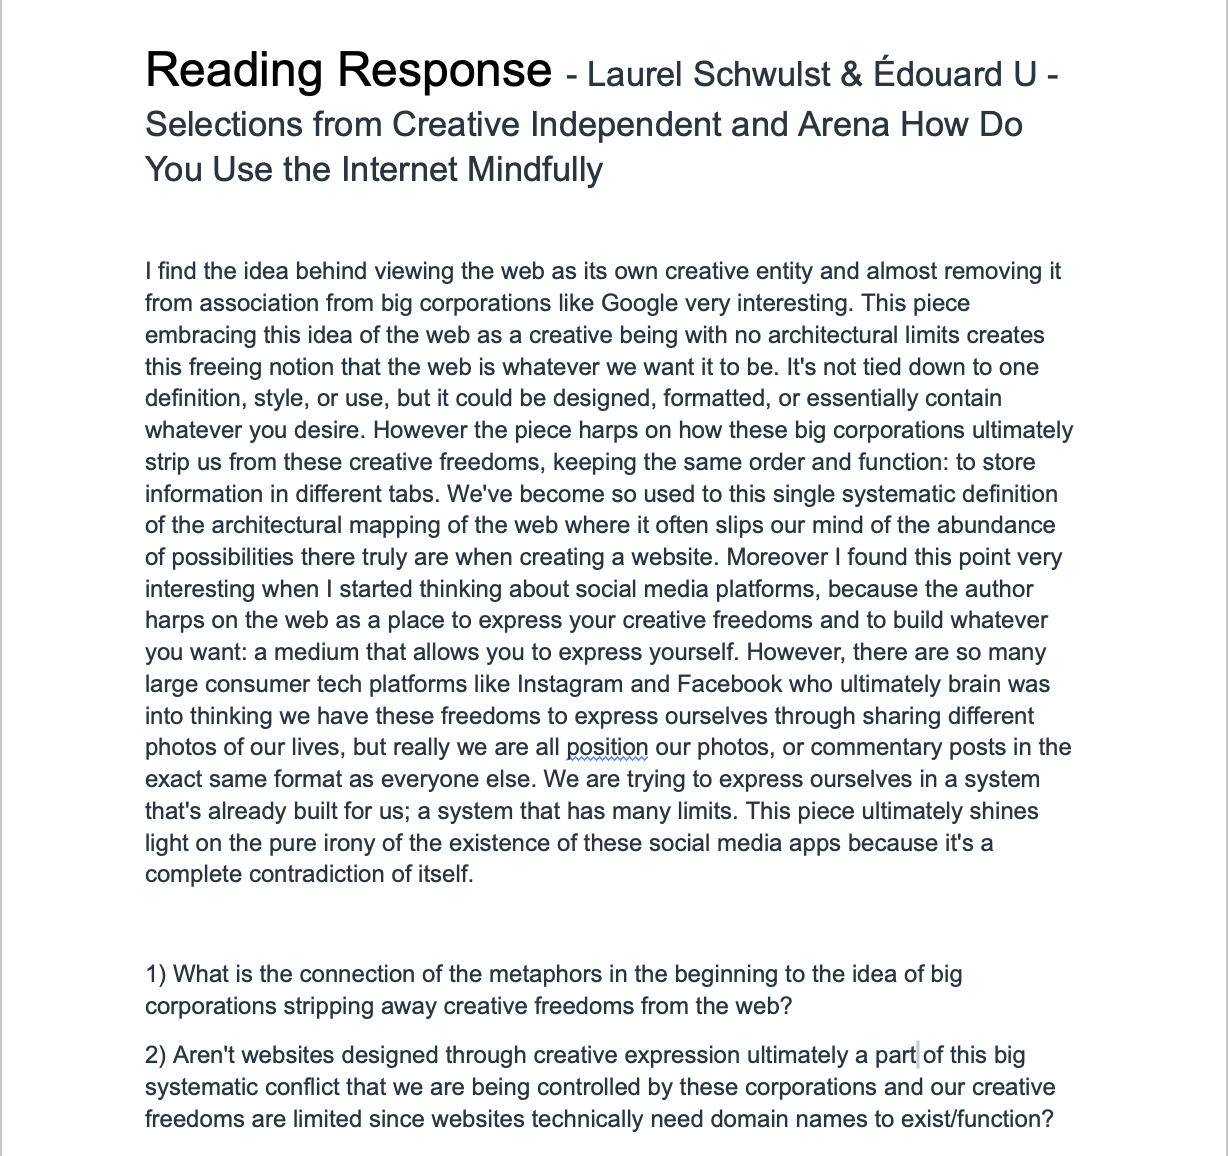 Reading Response - Laurel Schwulst & Édouard U -
Selections from Creative Independent and Arena How Do
You Use the Internet Mindfully
I find the idea behind viewing the web as its own creative entity and almost removing it
from association from big corporations like Google very interesting. This piece
embracing this idea of the web as a creative being with no architectural limits creates
this freeing notion that the web is whatever we want it to be. It's not tied down to one
definition, style, or use, but it could be designed, formatted, or essentially contain
whatever you desire. However the piece harps on how these big corporations ultimately
strip us from these creative freedoms, keeping the same order and function: to store
information in different tabs. We've become so used to this single systematic definition
of the architectural mapping of the web where it often slips our mind of the abundance
of possibilities there truly are when creating a website. Moreover I found this point very
interesting when I started thinking about social media platforms, because the author
harps on the web as a place to express your creative freedoms and to build whatever
you want: a medium that allows you to express yourself. However, there are so many
large consumer tech platforms like Instagram and Facebook who ultimately brain was
into thinking we have these freedoms to express ourselves through sharing different
photos of our lives, but really we are all position our photos, or commentary posts in the
exact same format as everyone else. We are trying to express ourselves in a system
that's already built for us; a system that has many limits. This piece ultimately shines
light on the pure irony of the existence of these social media apps because it's a
complete contradiction of itself.
1) What is the connection of the metaphors in the beginning to the idea of big
corporations stripping away creative freedoms from the web?
2) Aren't websites designed through creative expression ultimately a part of this big
systematic conflict that we are being controlled by these corporations and our creative
freedoms are limited since websites technically need domain names to exist/function?